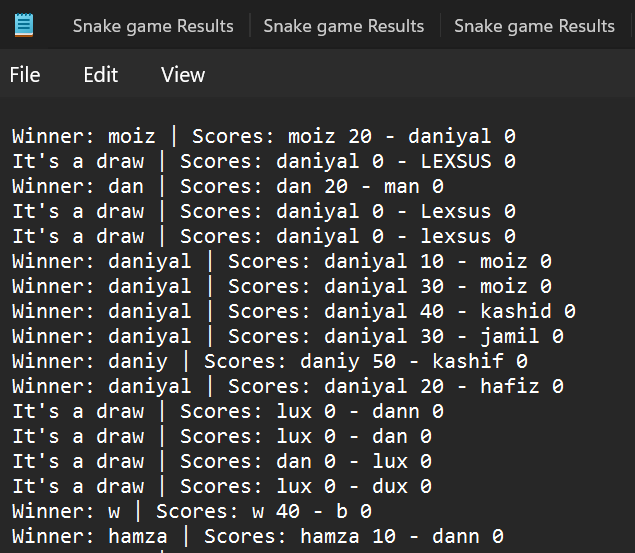 Snake game Results Snake game Results Snake game Results
File Edit View
Winner: moiz | Scores: moiz 20 - daniyal 0
It's a draw | Scores: daniyal 0 - LEXSUS 0
Winner: dan | Scores: dan 20 - man 0
It's a draw | Scores: daniyal 0 - Lexsus 0
It's a draw | Scores: daniyal 0 - lexsus 0
Winner: daniyal | Scores: daniyal 10 - moiz 0
Winner: daniyal | Scores: daniyal 30 - moiz 0
Winner: daniyal | Scores: daniyal 40 - kashid 0
Winner: daniyal | Scores: daniyal 30 - jamil 0
Winner: daniy | Scores: daniy 50 - kashif 0
Winner: daniyal | Scores: daniyal 20 - hafiz 0
It's a draw | Scores: lux 0 - dann 0
It's a draw | Scores: lux 0 - dan 0
It's a draw | Scores: dan 0 - lux 0
It's a draw | Scores: lux 0 - dux 0
Winner: w | Scores: w 40 - b 0
Winner: hamza | Scores: hamza 10 - dann 0